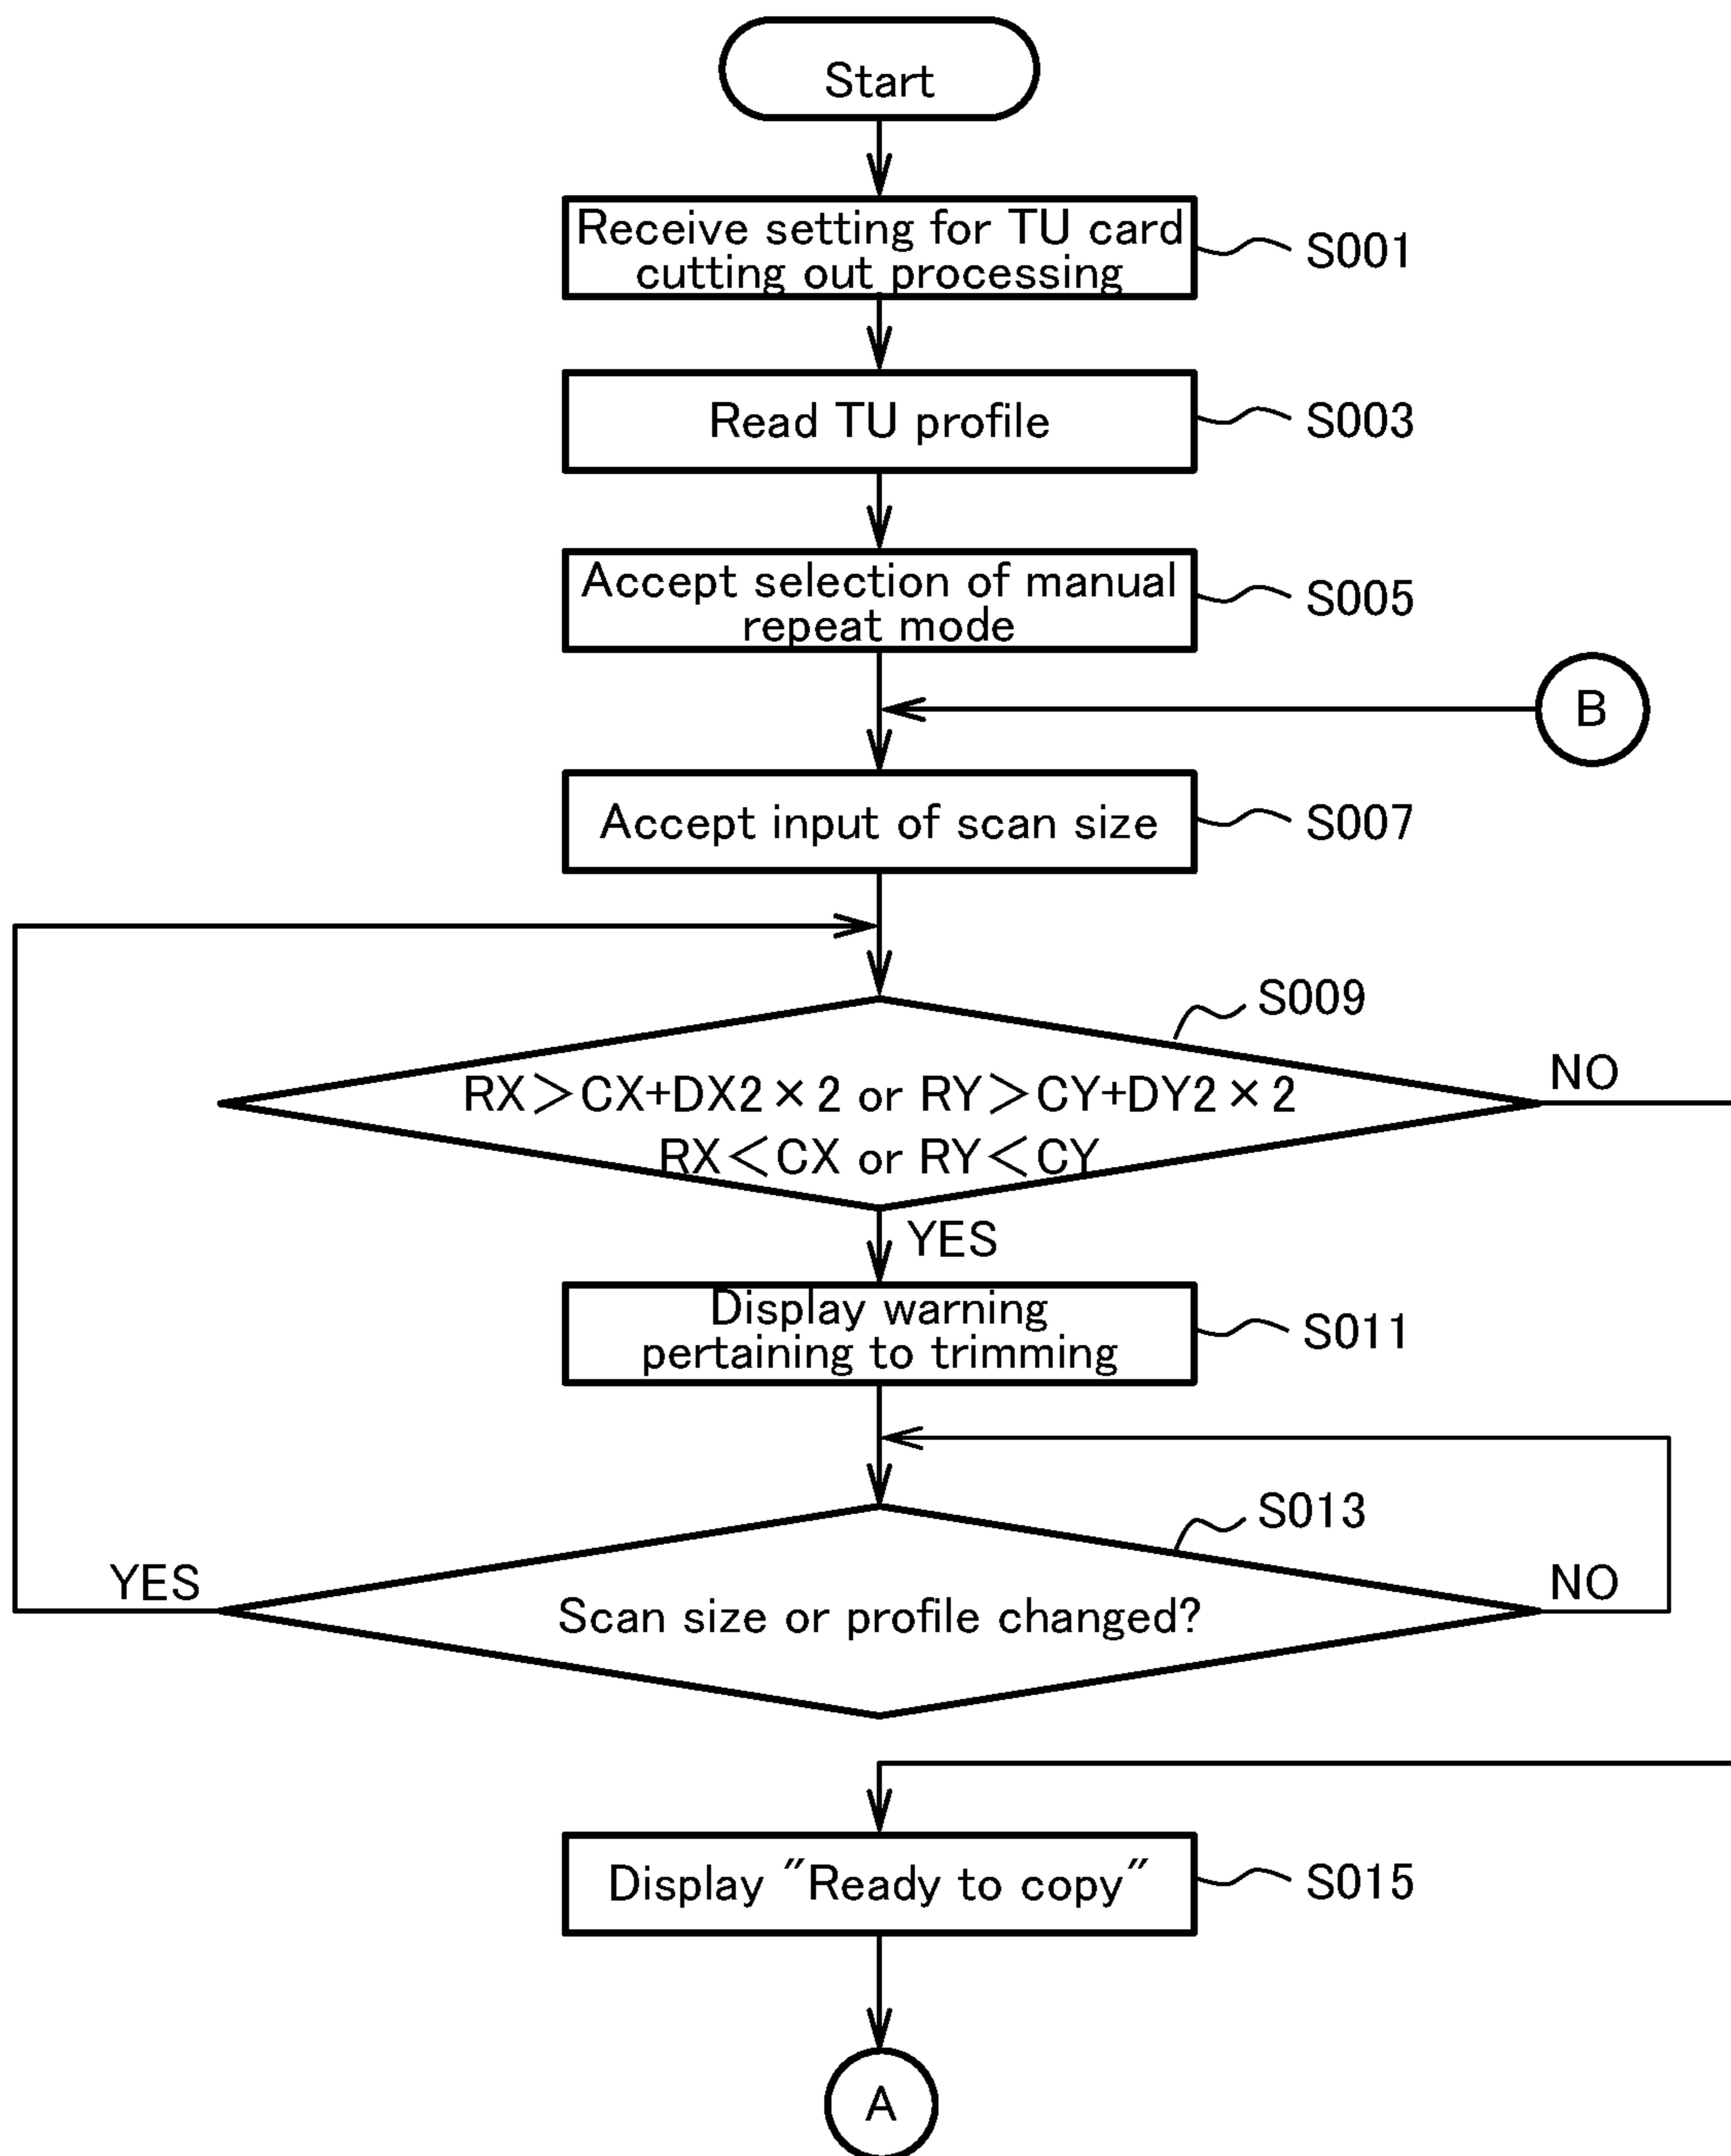 Start
Receive setting for TU card
cutting out processing
S001
Read TU profile
S003
Accept selection of manual
repeat mode
S005
B
Accept input of scan size
S007
S009
RX＞CX+DX2×2 or RY＞CY+DY2×2
RX＜CX or RY＜CY
NO
YES
Display warning
pertaining to trimming
S011
S013
YES
Scan size or profile changed?
NO
Display "Ready to copy"
S015
A